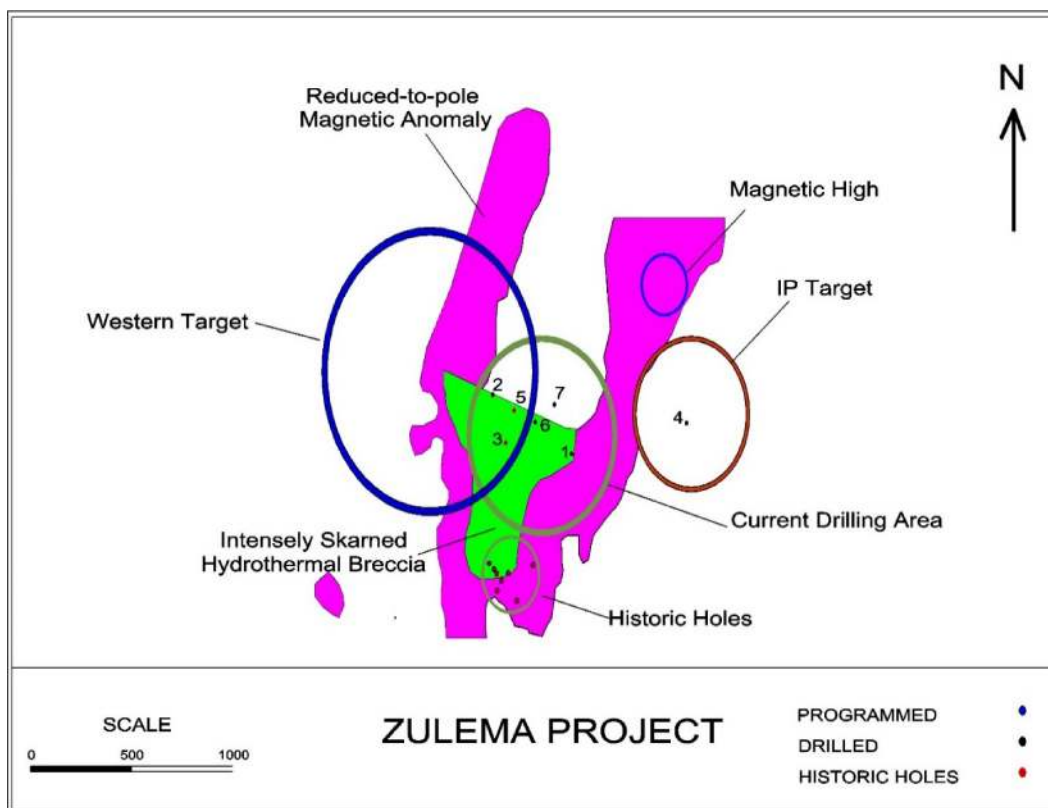 Reduced-to-pole
Magnetic Anomaly
N
Magnetic High
IP Target
Western Target
2
7
5
6
4
3
1
Current Drilling Area
Intensely Skarned
Hydrothermal Breccia
Historic Holes
SCALE
0 500 1000
ZULEMA PROJECT
PROGRAMMED
DRILLED
HISTORIC HOLES